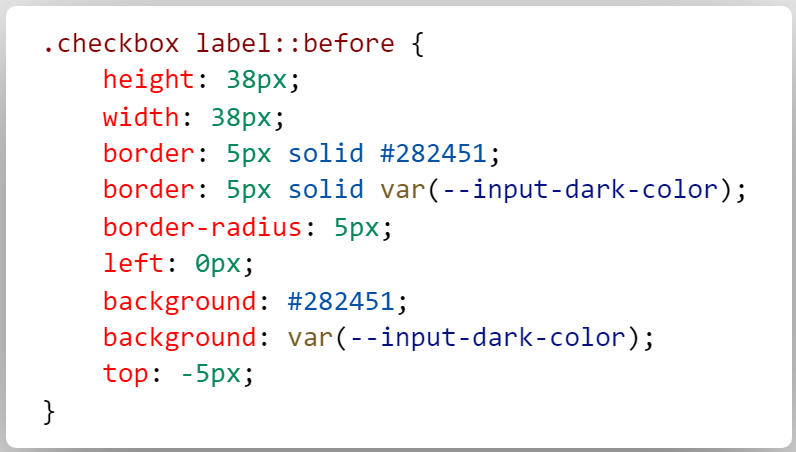 .checkbox label::before {
    height: 38px;
    width: 38px;
    border: 5px solid #282451;
    border: 5px solid var(--input-dark-color);
    border-radius: 5px;
    left: 0px;
    background: #282451;
    background: var(--input-dark-color);
    top: -5px;
}